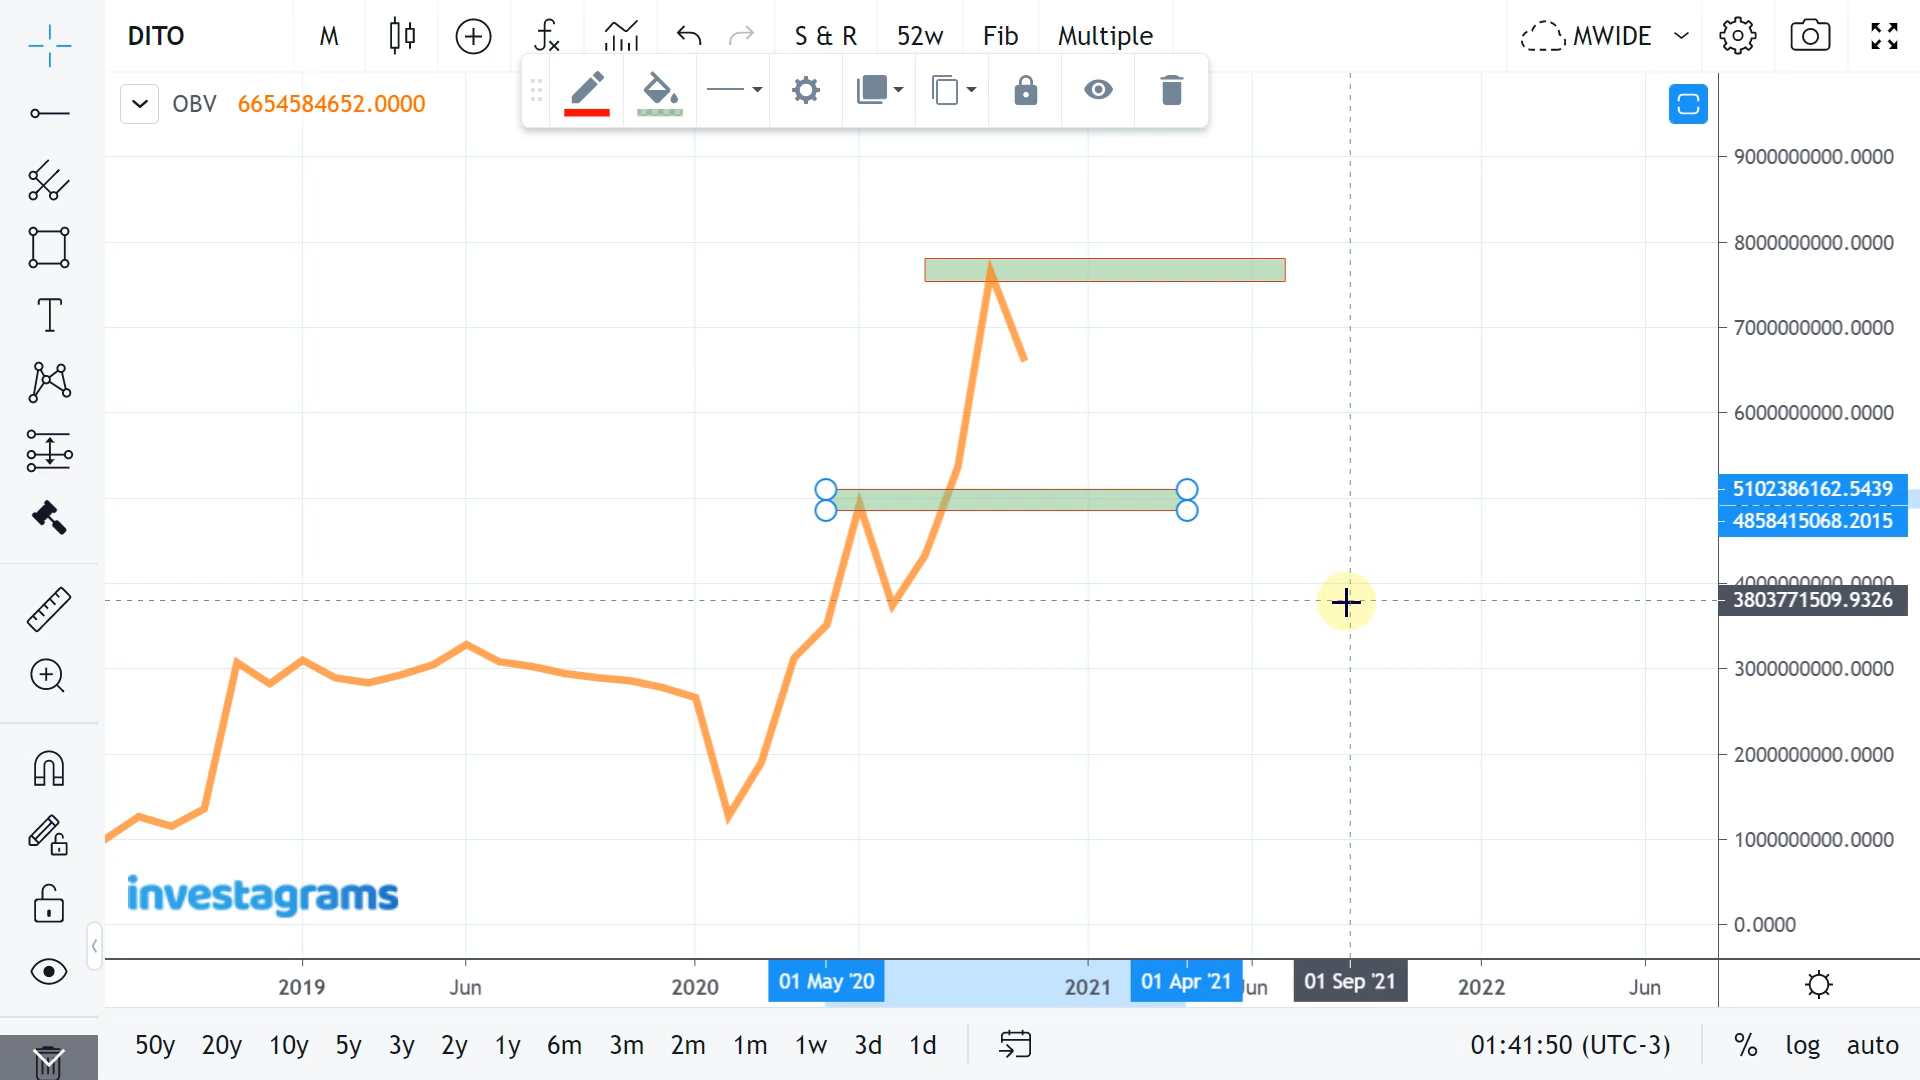 DITO M S & R 52w Fib Multiple MWIDE
OBV 6654584652.0000
9000000000.0000
8000000000.0000
7000000000.0000
6000000000.0000
5102386162.5439
4858415068.2015
4000000000.0000
3803771509.9326
3000000000.0000
2000000000.0000
1000000000.0000
investagrams
0.0000
2019 Jun 2020 01 May '20 2021 01 Apr '21 Jun 01 Sep '21 2022 Jun
50y 20y 10y 5y 3y 2y 1y 6m 3m 2m 1m 1w 3d 1d 01:41:50 (UTC-3) % log auto